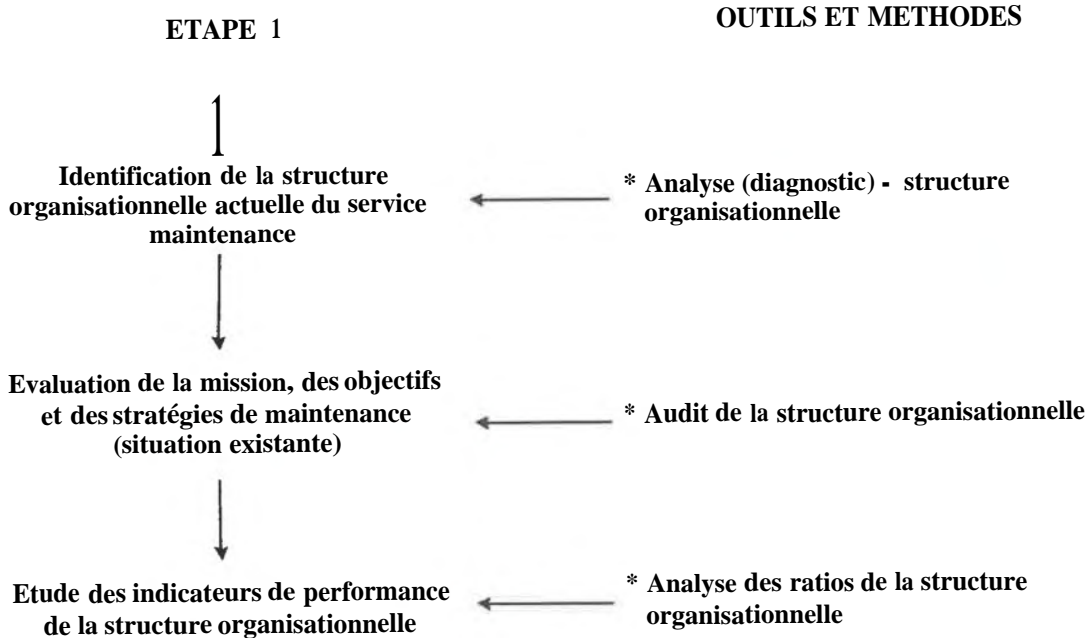 ETAPE 1
OUTILS ET METHODES
Identification de la structure
organisationnelle actuelle du service
maintenance
* Analyse (diagnostic) - structure
organisationnelle
Evaluation de la mission, des objectifs
et des stratégies de maintenance
(situation existante)
* Audit de la structure organisationnelle
Etude des indicateurs de performance
de la structure organisationnelle
* Analyse des ratios de la structure
organisationnelle